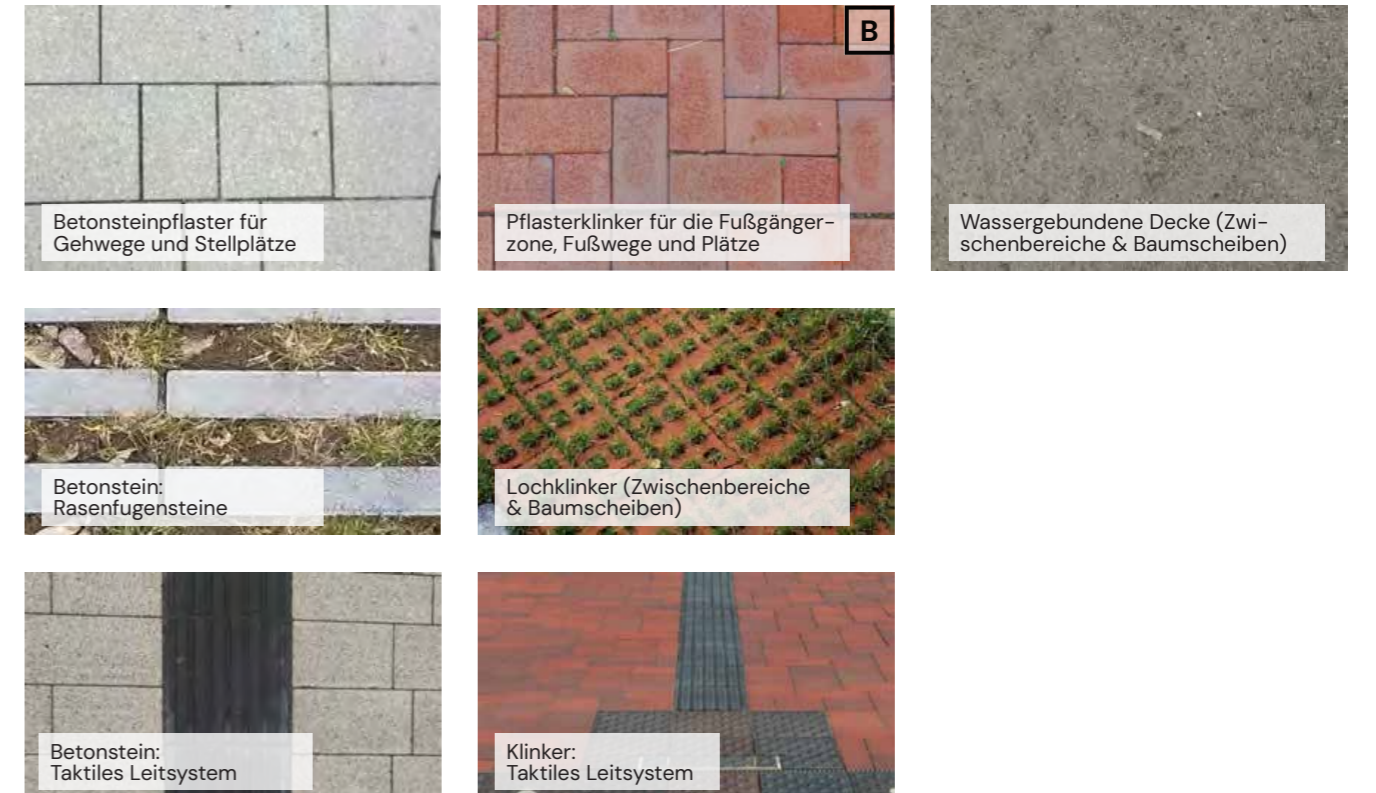 B
Betonsteinpflaster für
Gehwege und Stellplätze
Pflasterklinker für die Fußgänger-
zone, Fußwege und Plätze
Wassergebundene Decke (Zwi-
schenbereiche & Baumscheiben)
Betonstein:
Rasenfugensteine
Lochklinker (Zwischenbereiche
& Baumscheiben)
Betonstein:
Taktiles Leitsystem
Klinker:
Taktiles Leitsystem